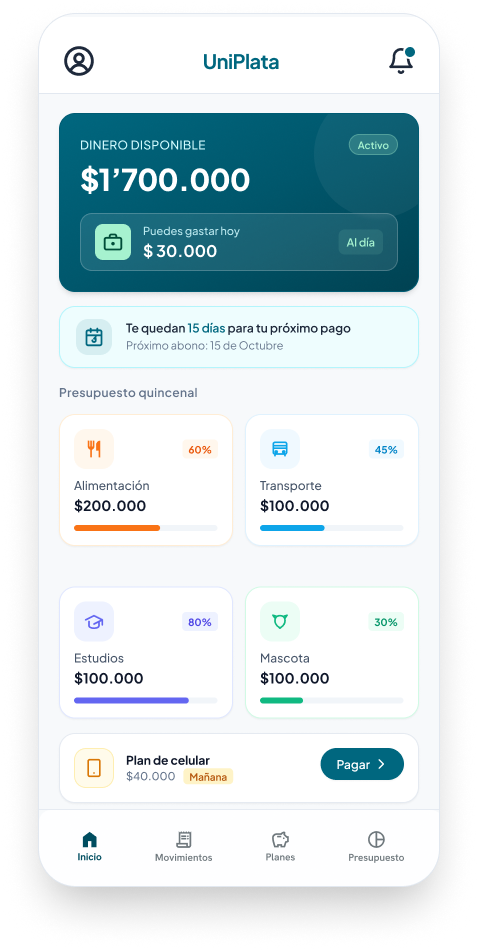 UniPlata
DINERO DISPONIBLE
Activo
$1’700.000
Puedes gastar hoy
$ 30.000
Al día
Te quedan 15 días para tu próximo pago
Próximo abono: 15 de Octubre
Presupuesto quincenal
60%
Alimentación
$200.000
45%
Transporte
$100.000
80%
Estudios
$100.000
30%
Mascota
$100.000
Plan de celular
$40.000 Mañana
Pagar
Inicio
Movimientos
Planes
Presupuesto